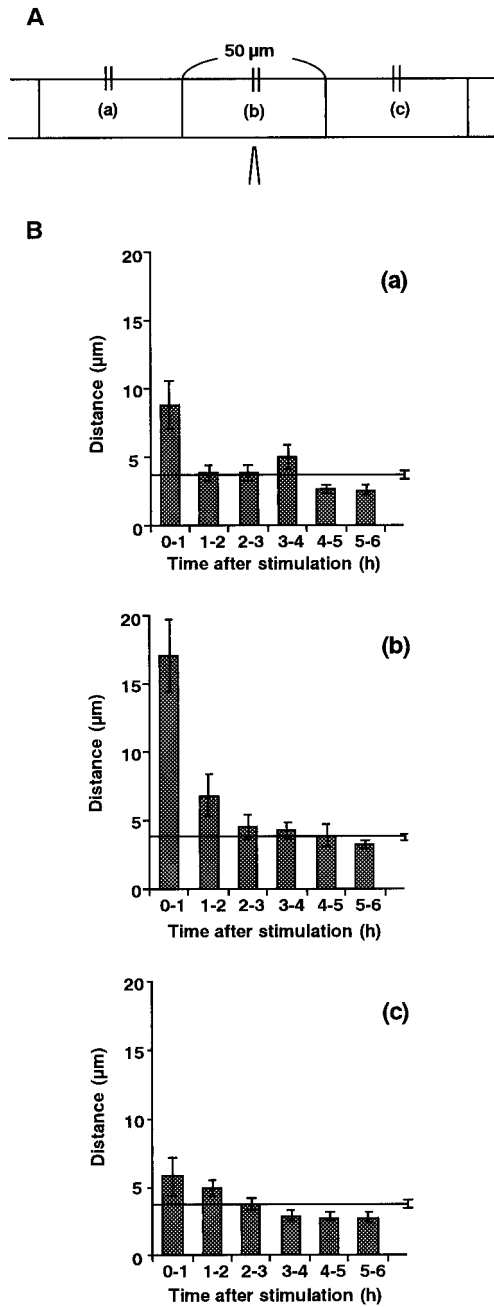 A
50 µm
(a) (b) (c)
B
(a)
20
15
10
5
0
Distance (µm)
0-1 1-2 2-3 3-4 4-5 5-6
Time after stimulation (h)
(b)
20
15
10
5
0
Distance (µm)
0-1 1-2 2-3 3-4 4-5 5-6
Time after stimulation (h)
(c)
20
15
10
5
0
Distance (µm)
0-1 1-2 2-3 3-4 4-5 5-6
Time after stimulation (h)